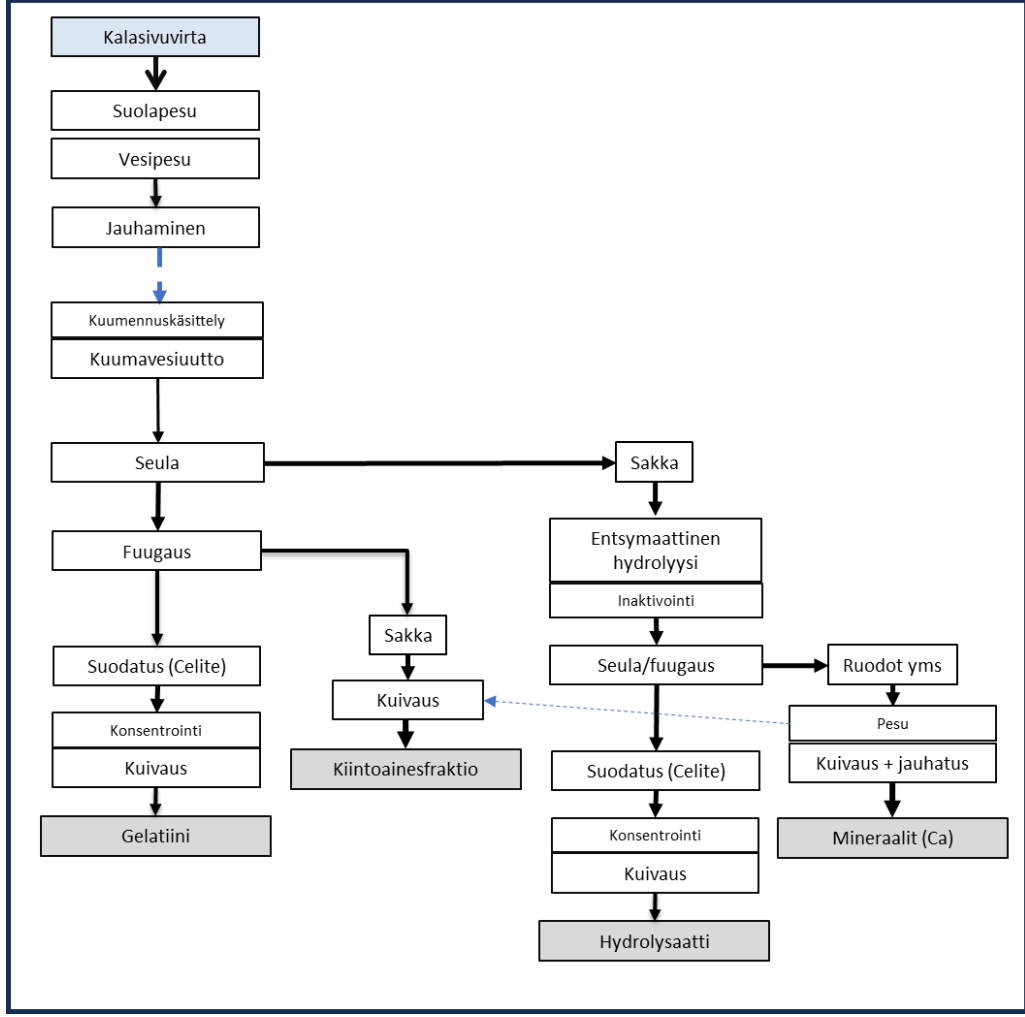 Kalasivuvirta
Suolapesu
Vesipesu
Jauhaminen
Kuumennuskäsittely
Kuumavesiuutto
Seula
Sakka
Fuugaus
Entsymaattinen
hydrolyysi
Inaktivointi
Sakka
Suodatus (Celite)
Seula/fuugaus
Ruodot yms
Kuivaus
Konsentrointi
Pesu
Kuivaus
Kiintoainesfraktio
Suodatus (Celite)
Kuivaus + jauhatus
Gelatiini
Konsentrointi
Mineraalit (Ca)
Kuivaus
Hydrolysaatti